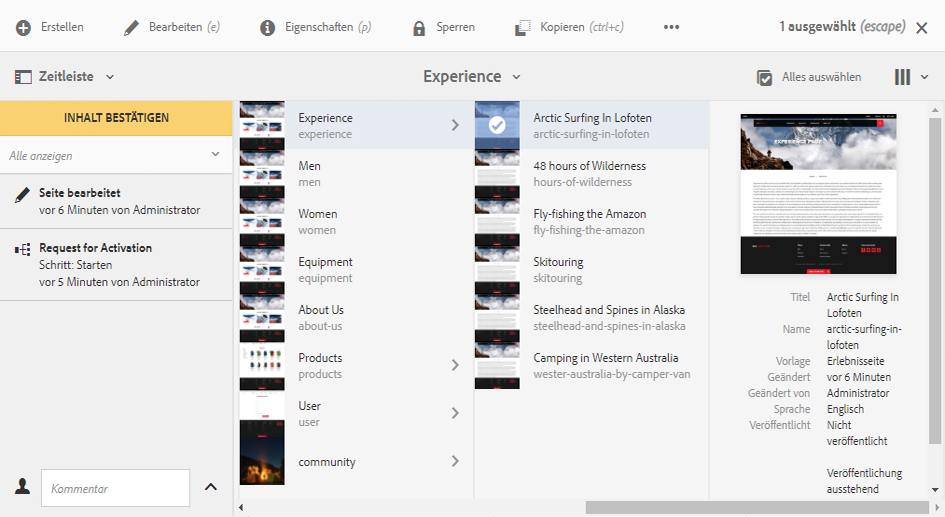 Erstellen
Bearbeiten (e)
Eigenschaften (p)
Sperren
Kopieren (ctrl+c)
1 ausgewählt (escape)
Zeitleiste
Experience
Alles auswählen
INHALT BESTÄTIGEN
Alle anzeigen
Seite bearbeitet
vor 6 Minuten von Administrator
Request for Activation
Schritt: Starten
vor 5 Minuten von Administrator
Kommentar
Experience
experience
Men
men
Women
women
Equipment
equipment
About Us
about-us
Products
products
User
user
community
Arctic Surfing In Lofoten
arctic-surfing-in-lofoten
48 hours of Wilderness
hours-of-wilderness
Fly-fishing the Amazon
fly-fishing-the-amazon
Skitouring
skitouring
Steelhead and Spines in Alaska
steelhead-and-spines-in-alaska
Camping in Western Australia
wester-australia-by-camper-van
EXPERIENCE PAGE
Titel Arctic Surfing In
Lofoten
Name arctic-surfing-in-
lofoten
Vorlage Erlebnisseite
Geändert vor 6 Minuten
Geändert von Administrator
Sprache Englisch
Veröffentlicht Nicht
veröffentlicht
Veröffentlichung
ausstehend